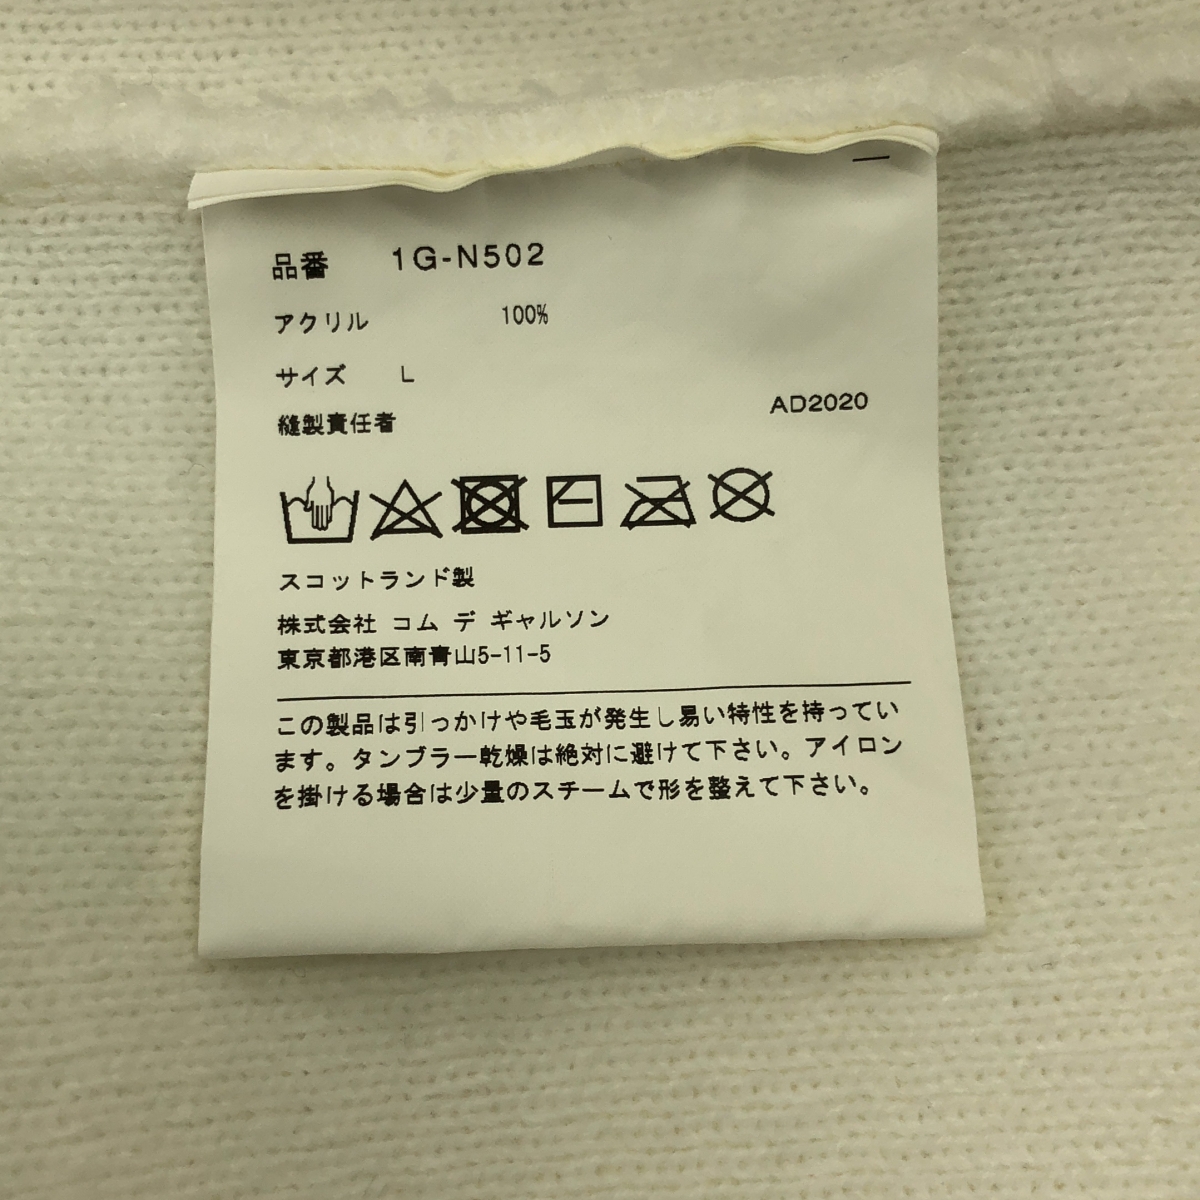 品番 1G-N502
アクリル 100%
サイズ L
縫製責任者
AD2020
スコットランド製
株式会社 コム デ ギャルソン
東京都港区南青山5-11-5
この製品は引っかけや毛玉が発生し易い特性を持ってい
ます。タンブラー乾燥は絶対に避けて下さい。アイロン
を掛ける場合は少量のスチームで形を整えて下さい。